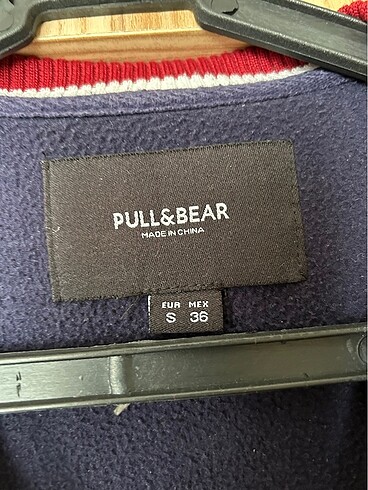 PULL&BEAR
MADE IN CHINA
EUR MEX
S 36